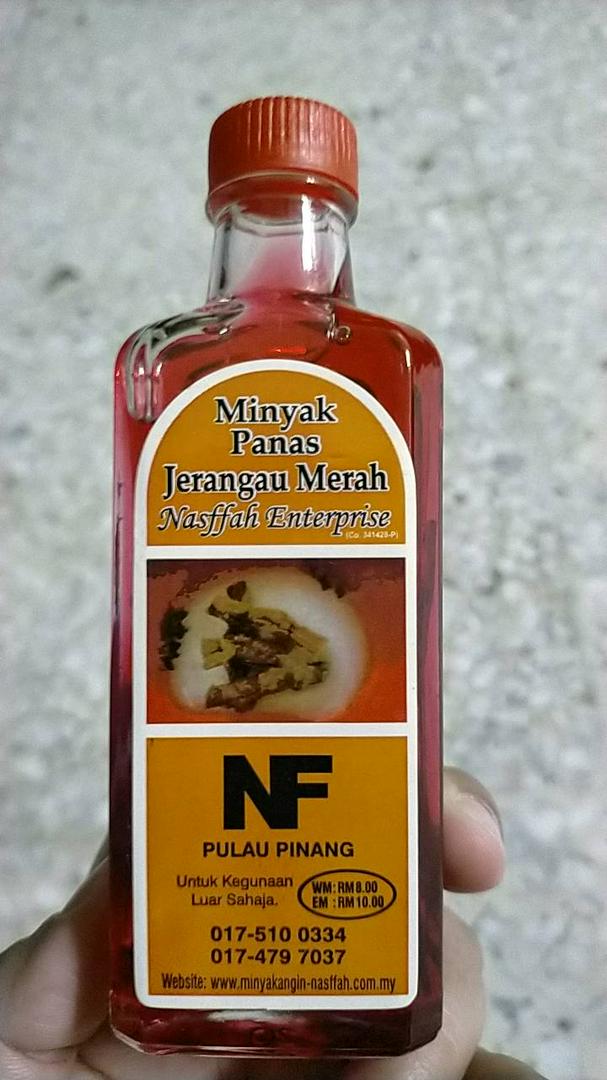 Minyak
Panas
Jerangau Merah
Nasffah Enterprise
(Co. 341428-P)
NF
PULAU PINANG
Untuk Kegunaan
Luar Sahaja.
WM: RM 8.00
EM : RM 10.00
017-510 0334
017-479 7037
Website: www.minyakangin-nasffah.com.my